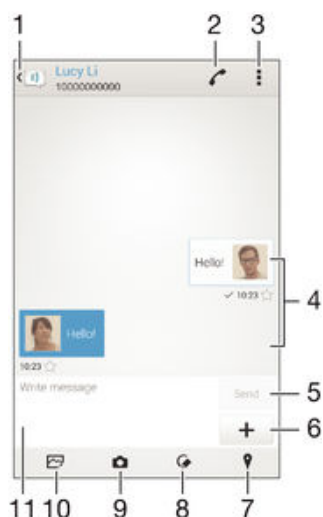 1 2 3
Lucy Li
10000000000
Hello!
10:23
4
Hello!
10:23
Write message
Send
5
6
11 10 9 8 7